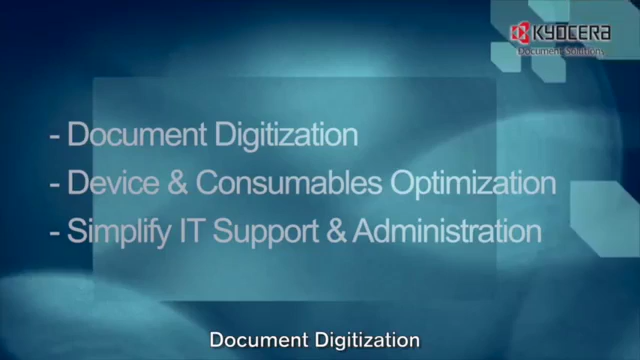 KYOCERA
Document Solutions
- Document Digitization
- Device & Consumables Optimization
- Simplify IT Support & Administration
Document Digitization